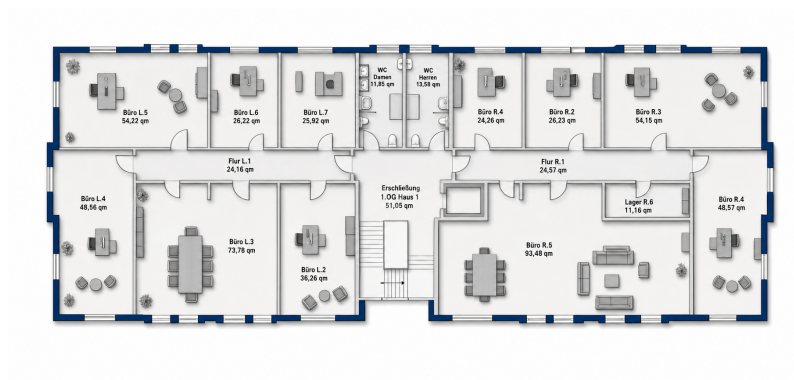 Büro L.5
54,22 qm
Büro L.6
26,22 qm
Büro L.7
25,92 qm
WC
Damen
11,85 qm
WC
Herren
13,58 qm
Büro R.4
24,26 qm
Büro R.2
26,23 qm
Büro R.3
54,15 qm
Flur L.1
24,16 qm
Flur R.1
24,57 qm
Büro L.4
48,56 qm
Büro L.3
73,78 qm
Büro L.2
36,26 qm
Erschließung
1.OG Haus 1
51,05 qm
Lager R.6
11,16 qm
Büro R.5
93,48 qm
Büro R.4
48,57 qm